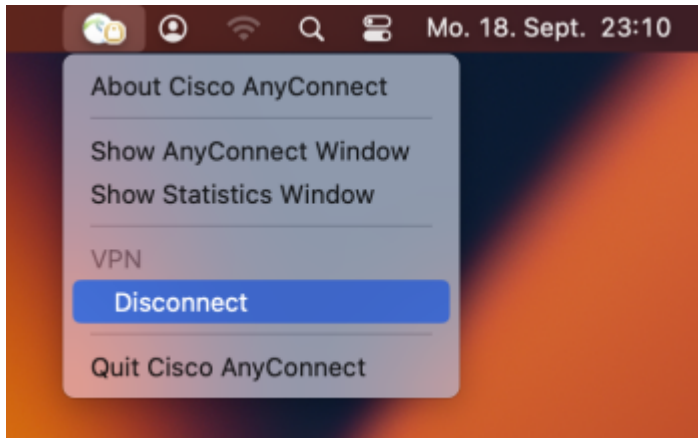 Mo. 18. Sept. 23:10
About Cisco AnyConnect
Show AnyConnect Window
Show Statistics Window
VPN
Disconnect
Quit Cisco AnyConnect